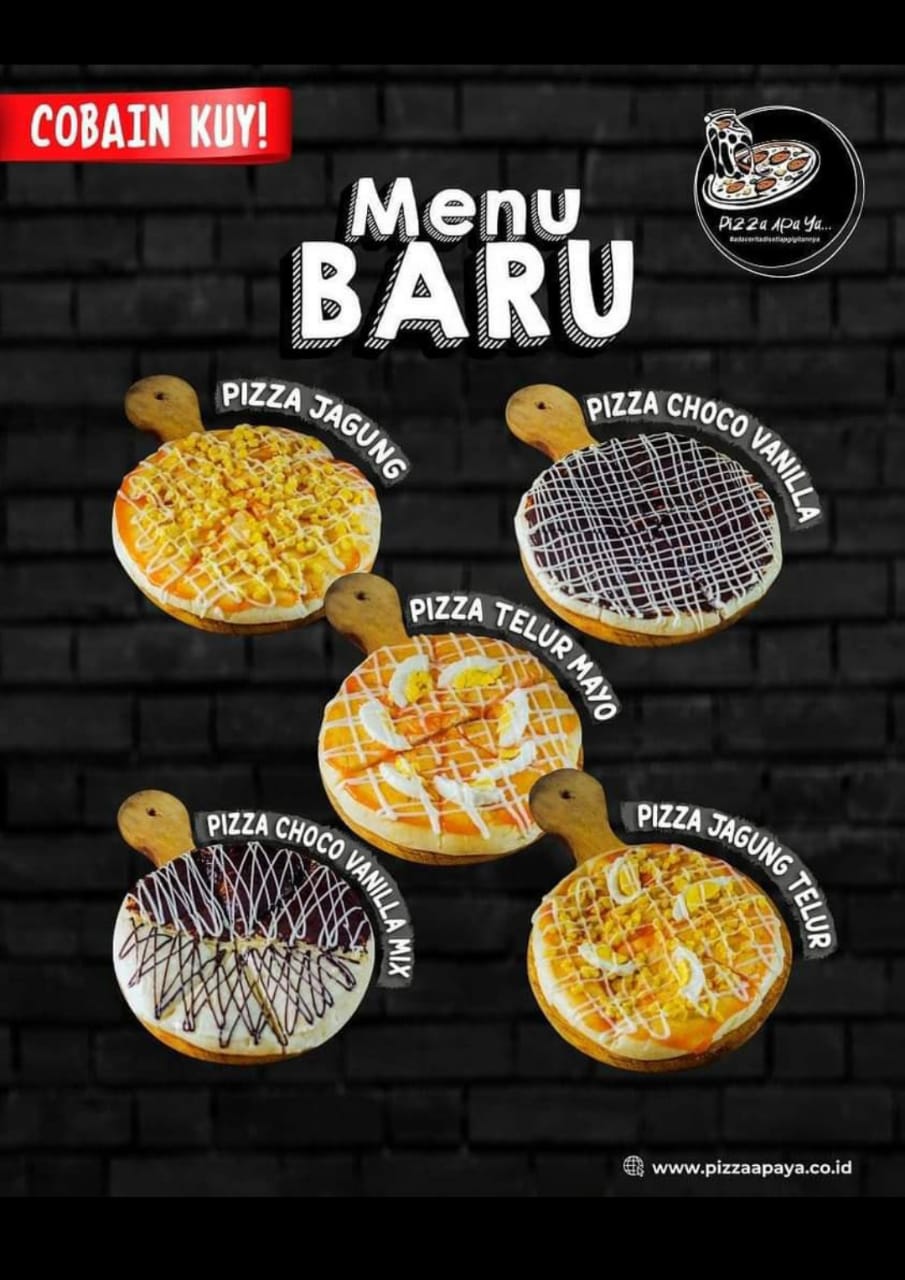 COBAIN KUY!
Pizza Apa Ya...
#adaceritadisetiapgigitannya
Menu
BARU
PIZZA JAGUNG
PIZZA CHOCO VANILLA
PIZZA TELUR MAYO
PIZZA CHOCO VANILLA MIX
PIZZA JAGUNG TELUR
www.pizzaapaya.co.id